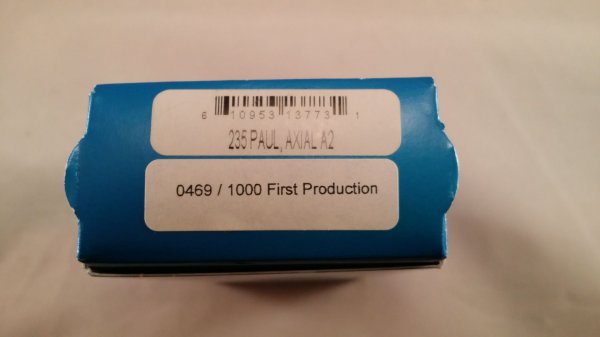 6 10953 13773 1
235 PAUL, AXIAL A2
0469 / 1000 First Production